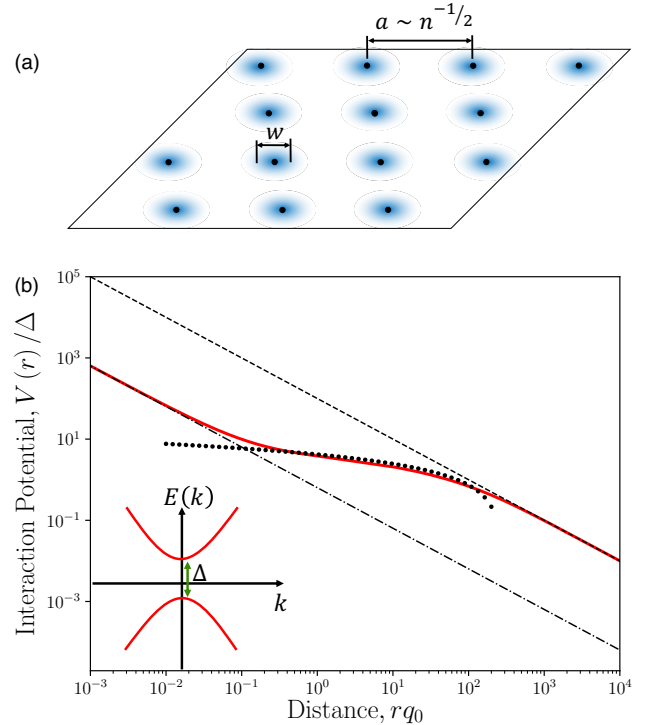 a ~ n^{-1/2}
(a)
w
(b)
10^5
10^3
10^1
10^{-1}
10^{-3}
Interaction Potential, V (r) /Δ
E(k)
Δ
k
10^{-3} 10^{-2} 10^{-1} 10^0 10^1 10^2 10^3 10^4
Distance, rq_0